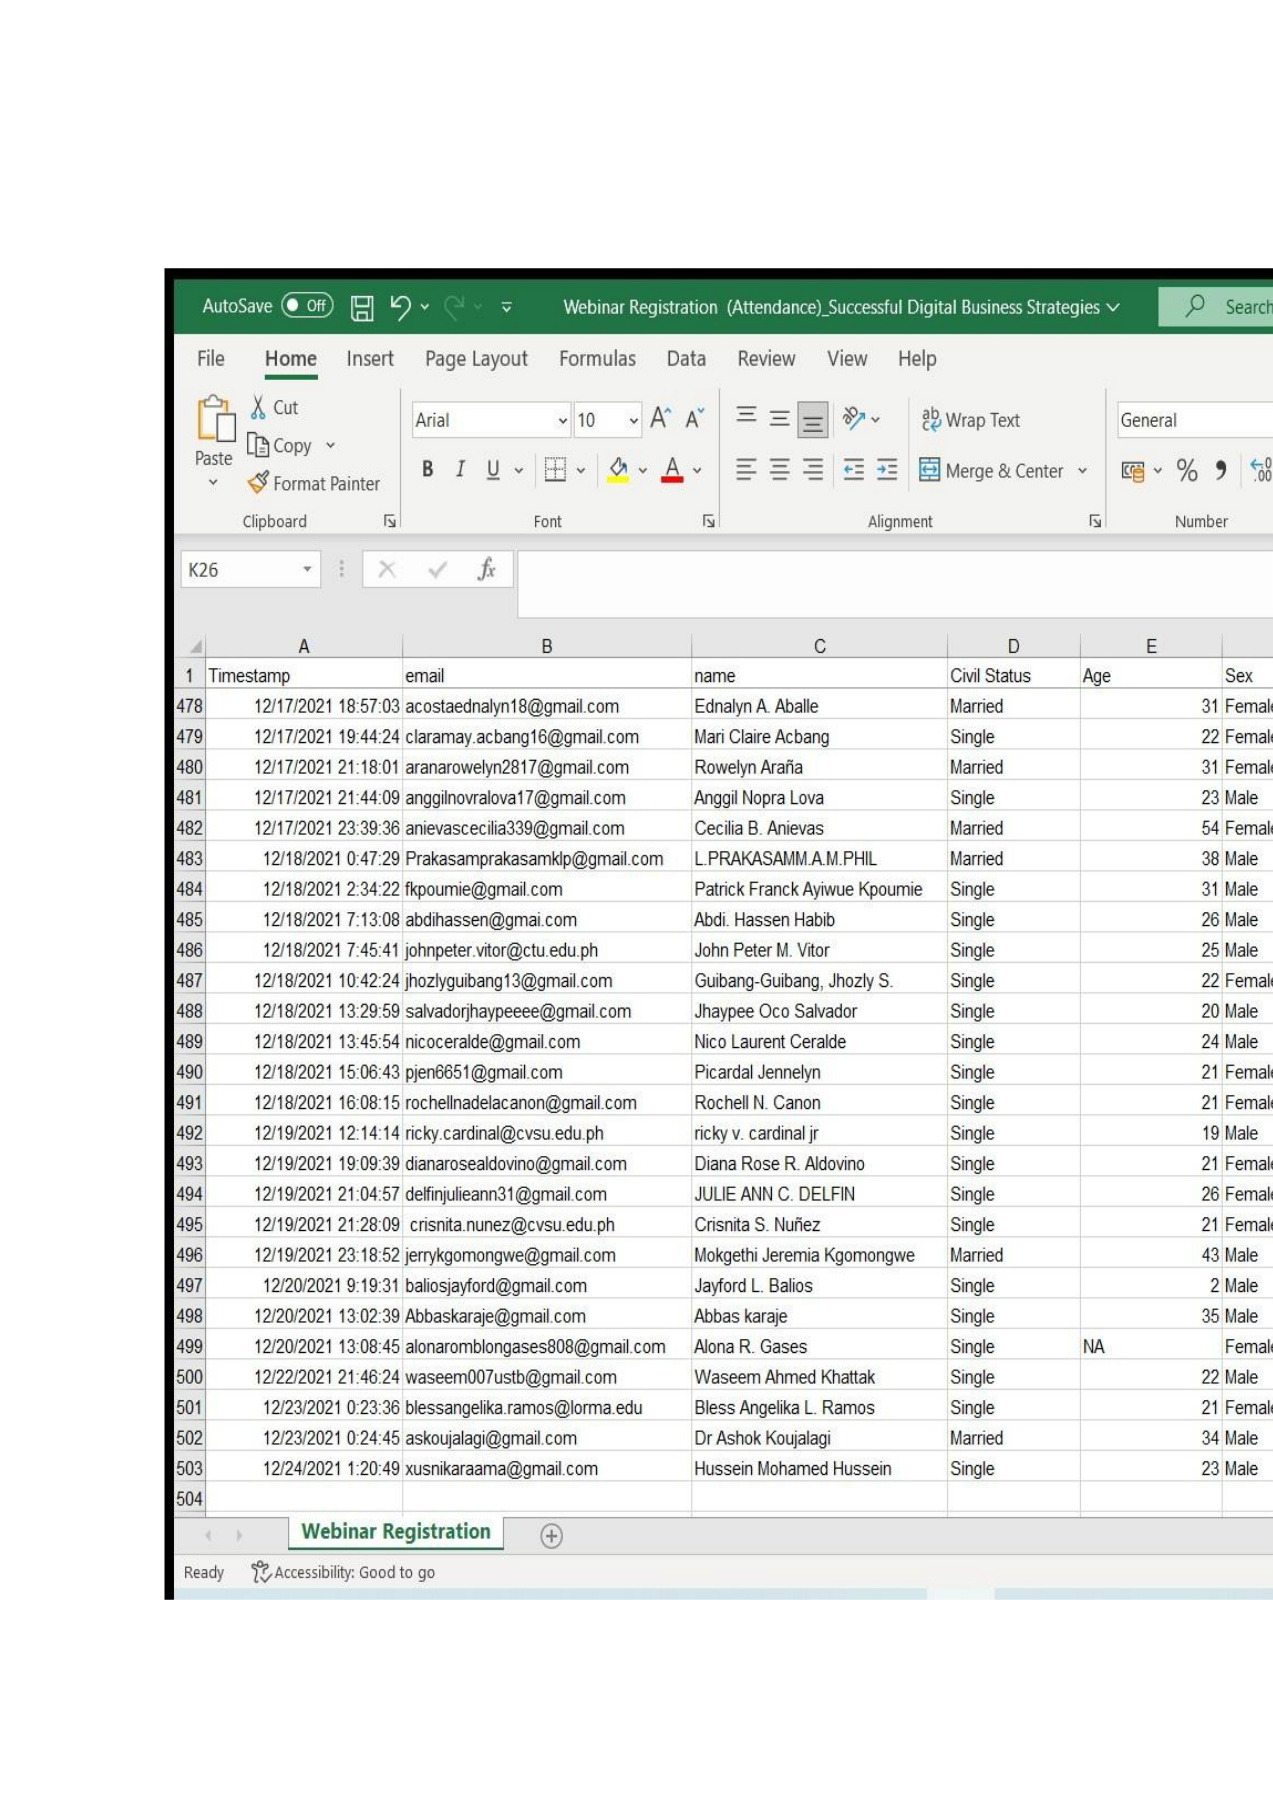 AutoSave Off Webinar Registration (Attendance)_Successful Digital Business Strategies Search
File Home Insert Page Layout Formulas Data Review View Help
Cut
Copy
Paste
Format Painter
Clipboard
Arial 10 A A
B I U A
Font
ab Wrap Text
Merge & Center
Alignment
General
% 9 .00
Number
K26 fx
A B C D E
1 Timestamp email name Civil Status Age Sex
478 12/17/2021 18:57:03 acostaednalyn18@gmail.com Ednalyn A. Aballe Married 31 Female
479 12/17/2021 19:44:24 claramay.acbang16@gmail.com Mari Claire Acbang Single 22 Female
480 12/17/2021 21:18:01 aranarowelyn2817@gmail.com Rowelyn Araña Married 31 Female
481 12/17/2021 21:44:09 anggilnovralova17@gmail.com Anggil Nopra Lova Single 23 Male
482 12/17/2021 23:39:36 anievascecilia339@gmail.com Cecilia B. Anievas Married 54 Female
483 12/18/2021 0:47:29 Prakasamprakasamklp@gmail.com L.PRAKASAMM.A.M.PHIL Married 38 Male
484 12/18/2021 2:34:22 fkpoumie@gmail.com Patrick Franck Ayiwue Kpoumie Single 31 Male
485 12/18/2021 7:13:08 abdihassen@gmai.com Abdi. Hassen Habib Single 26 Male
486 12/18/2021 7:45:41 johnpeter.vitor@ctu.edu.ph John Peter M. Vitor Single 25 Male
487 12/18/2021 10:42:24 jhozlyguibang13@gmail.com Guibang-Guibang, Jhozly S. Single 22 Female
488 12/18/2021 13:29:59 salvadorjhaypeeee@gmail.com Jhaypee Oco Salvador Single 20 Male
489 12/18/2021 13:45:54 nicoceralde@gmail.com Nico Laurent Ceralde Single 24 Male
490 12/18/2021 15:06:43 pjen6651@gmail.com Picardal Jennelyn Single 21 Female
491 12/18/2021 16:08:15 rochellnadelacanon@gmail.com Rochell N. Canon Single 21 Female
492 12/19/2021 12:14:14 ricky.cardinal@cvsu.edu.ph ricky v. cardinal jr Single 19 Male
493 12/19/2021 19:09:39 dianarosealdovino@gmail.com Diana Rose R. Aldovino Single 21 Female
494 12/19/2021 21:04:57 delfinjulieann31@gmail.com JULIE ANN C. DELFIN Single 26 Female
495 12/19/2021 21:28:09 crisnita.nunez@cvsu.edu.ph Crisnita S. Nuñez Single 21 Female
496 12/19/2021 23:18:52 jerrykgomongwe@gmail.com Mokgethi Jeremia Kgomongwe Married 43 Male
497 12/20/2021 9:19:31 baliosjayford@gmail.com Jayford L. Balios Single 2 Male
498 12/20/2021 13:02:39 Abbaskaraje@gmail.com Abbas karaje Single 35 Male
499 12/20/2021 13:08:45 alonaromblongases808@gmail.com Alona R. Gases Single NA Female
500 12/22/2021 21:46:24 waseem007ustb@gmail.com Waseem Ahmed Khattak Single 22 Male
501 12/23/2021 0:23:36 blessangelika.ramos@lorma.edu Bless Angelika L. Ramos Single 21 Female
502 12/23/2021 0:24:45 askoujalagi@gmail.com Dr Ashok Koujalagi Married 34 Male
503 12/24/2021 1:20:49 xusnikaraama@gmail.com Hussein Mohamed Hussein Single 23 Male
504
Webinar Registration
Ready Accessibility: Good to go